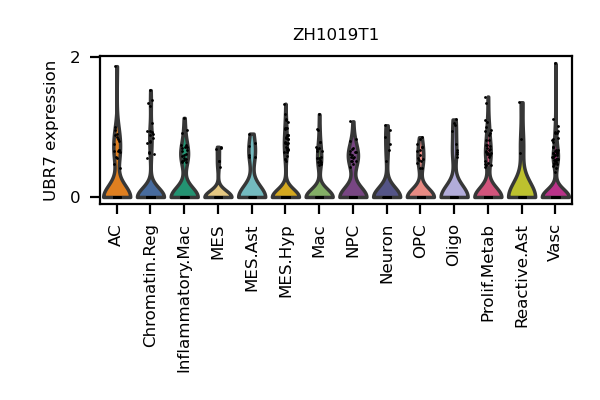 ZH1019T1
UBR7 expression
2
0
AC
Chromatin.Reg
Inflammatory.Mac
MES
MES.Ast
MES.Hyp
Mac
NPC
Neuron
OPC
Oligo
Prolif.Metab
Reactive.Ast
Vasc